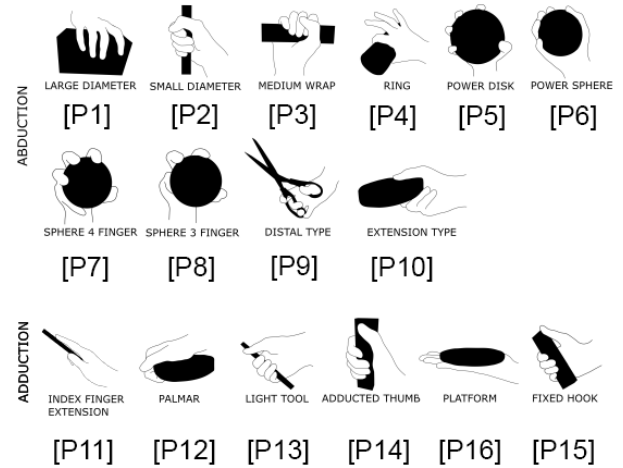 ABDUCTION
LARGE DIAMETER SMALL DIAMETER MEDIUM WRAP RING POWER DISK POWER SPHERE
[P1] [P2] [P3] [P4] [P5] [P6]
SPHERE 4 FINGER SPHERE 3 FINGER DISTAL TYPE EXTENSION TYPE
[P7] [P8] [P9] [P10]
ADDUCTION
INDEX FINGER EXTENSION PALMAR LIGHT TOOL ADDUCTED THUMB PLATFORM FIXED HOOK
[P11] [P12] [P13] [P14] [P16] [P15]